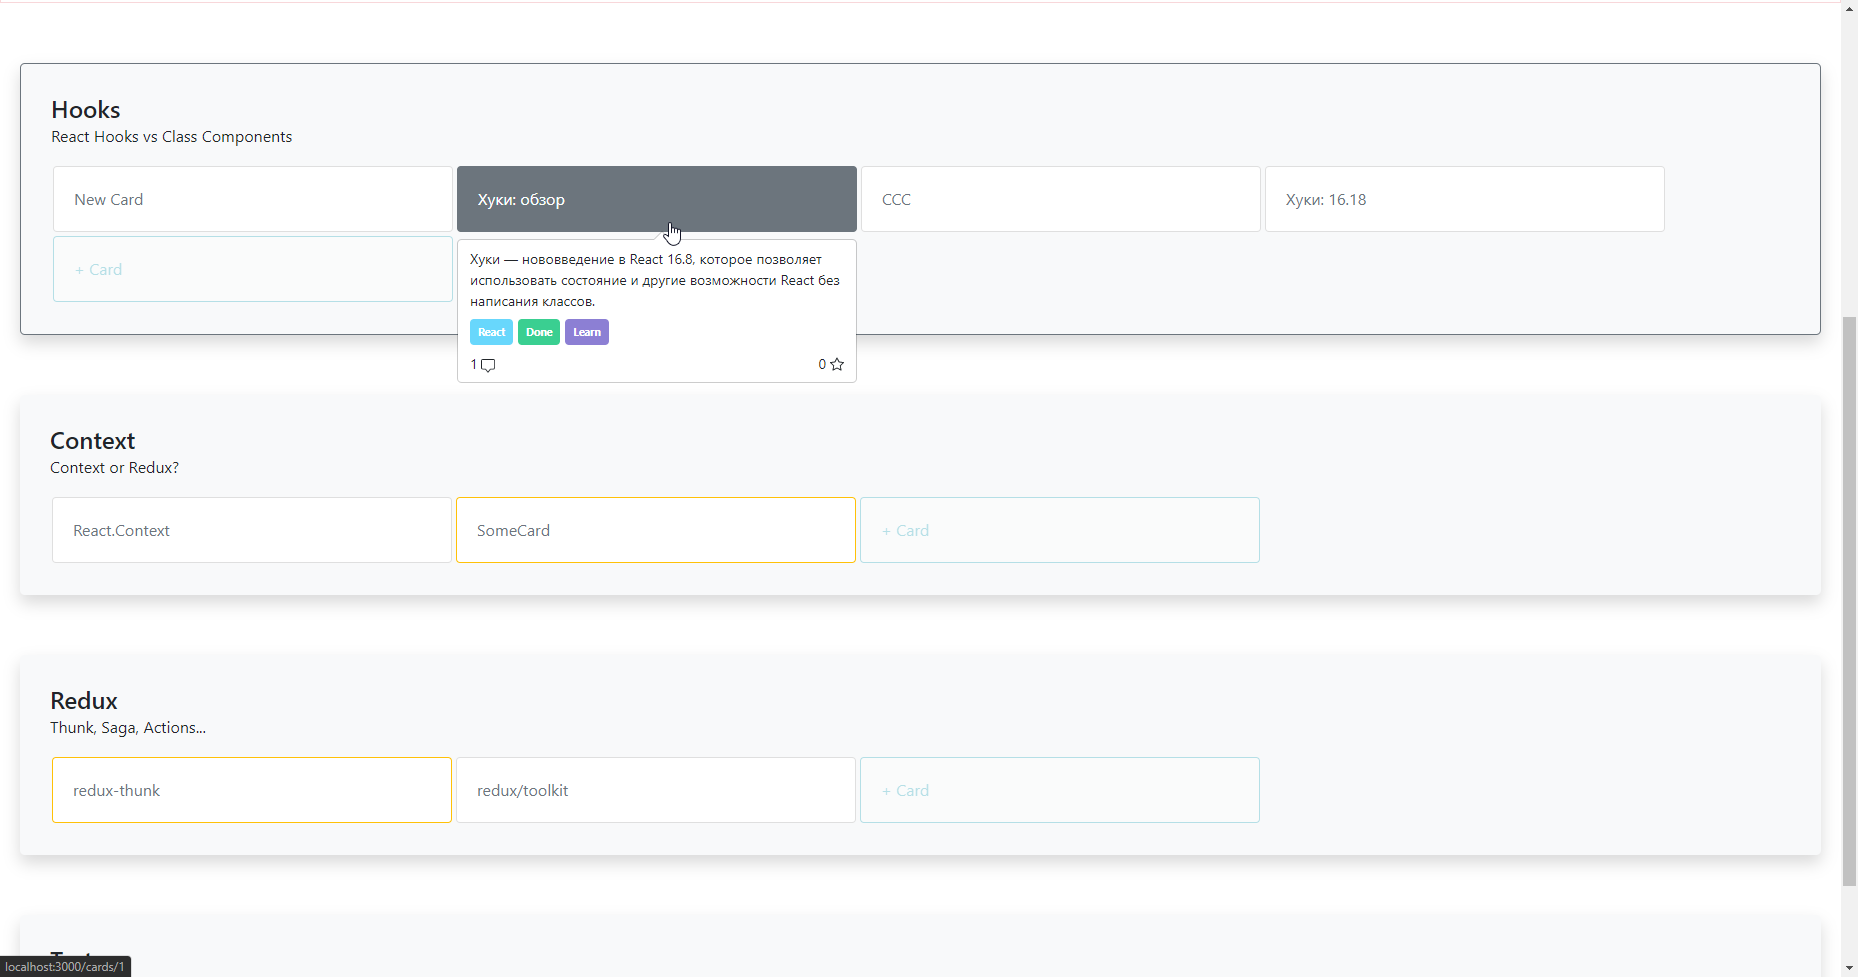 Hooks
React Hooks vs Class Components
New Card
Хуки: обзор
CCC
Хуки: 16.18
+ Card
Хуки — нововведение в React 16.8, которое позволяет
использовать состояние и другие возможности React без
написания классов.
React
Done
Learn
1
0
Context
Context or Redux?
React.Context
SomeCard
+ Card
Redux
Thunk, Saga, Actions...
redux-thunk
redux/toolkit
+ Card
localhost:3000/cards/1